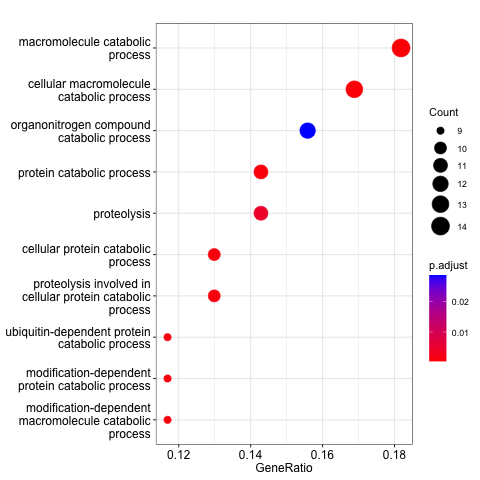 macromolecule catabolic
process
cellular macromolecule
catabolic process
organonitrogen compound
catabolic process
protein catabolic process
proteolysis
cellular protein catabolic
process
proteolysis involved in
cellular protein catabolic
process
ubiquitin-dependent protein
catabolic process
modification-dependent
protein catabolic process
modification-dependent
macromolecule catabolic
process
0.12
0.14
0.16
0.18
GeneRatio
Count
9
10
11
12
13
14
p.adjust
0.02
0.01